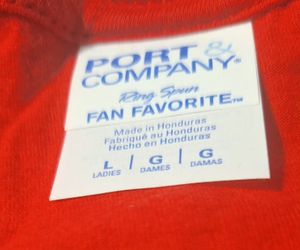 PORT &
COMPANY®
Ring Spun
FAN FAVORITE™
Made in Honduras
Fabriqué au Honduras
Hecho en Honduras
L | G | G
LADIES DAMES DAMAS